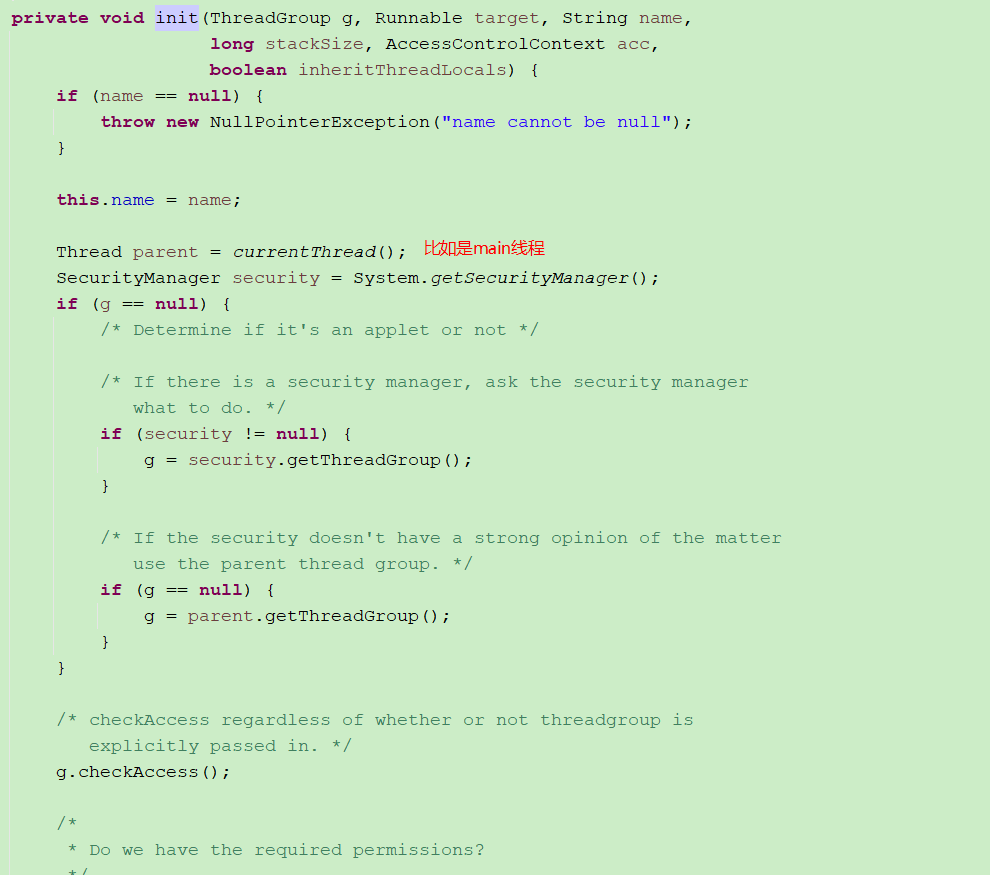 private void init(ThreadGroup g, Runnable target, String name,
                  long stackSize, AccessControlContext acc,
                  boolean inheritThreadLocals) {
    if (name == null) {
        throw new NullPointerException("name cannot be null");
    }

    this.name = name;

    Thread parent = currentThread(); 比如是main线程
    SecurityManager security = System.getSecurityManager();
    if (g == null) {
        /* Determine if it's an applet or not */

        /* If there is a security manager, ask the security manager
           what to do. */
        if (security != null) {
            g = security.getThreadGroup();
        }

        /* If the security doesn't have a strong opinion of the matter
           use the parent thread group. */
        if (g == null) {
            g = parent.getThreadGroup();
        }
    }

    /* checkAccess regardless of whether or not threadgroup is
       explicitly passed in. */
    g.checkAccess();

    /*
     * Do we have the required permissions?
     */